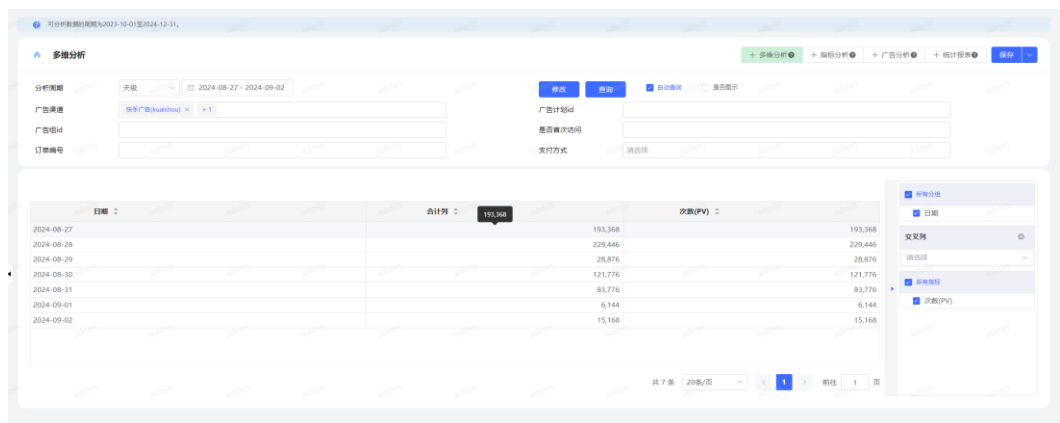 可分析数据的周期为2023-10-01至2024-12-31。
多维分析 + 多维分析 + 指标分析 + 广告分析 + 统计报表 保存
分析周期 天级 2024-08-27 - 2024-09-02 修改 查询 自动查询 是否图示
广告渠道 快手广告(kuaishou) × + 1 广告计划id
广告组id 是否首次访问
订单编号 支付方式 请选择
日期 合计列 次数(PV)
193,368
2024-08-27 193,368 193,368
2024-08-28 229,446 229,446
2024-08-29 28,876 28,876
2024-08-30 121,776 121,776
2024-08-31 83,776 83,776
2024-09-01 6,144 6,144
2024-09-02 15,168 15,168
共 7 条 20条/页 1 前往 1 页
所有分组
日期
交叉列
请选择
所有指标
次数(PV)